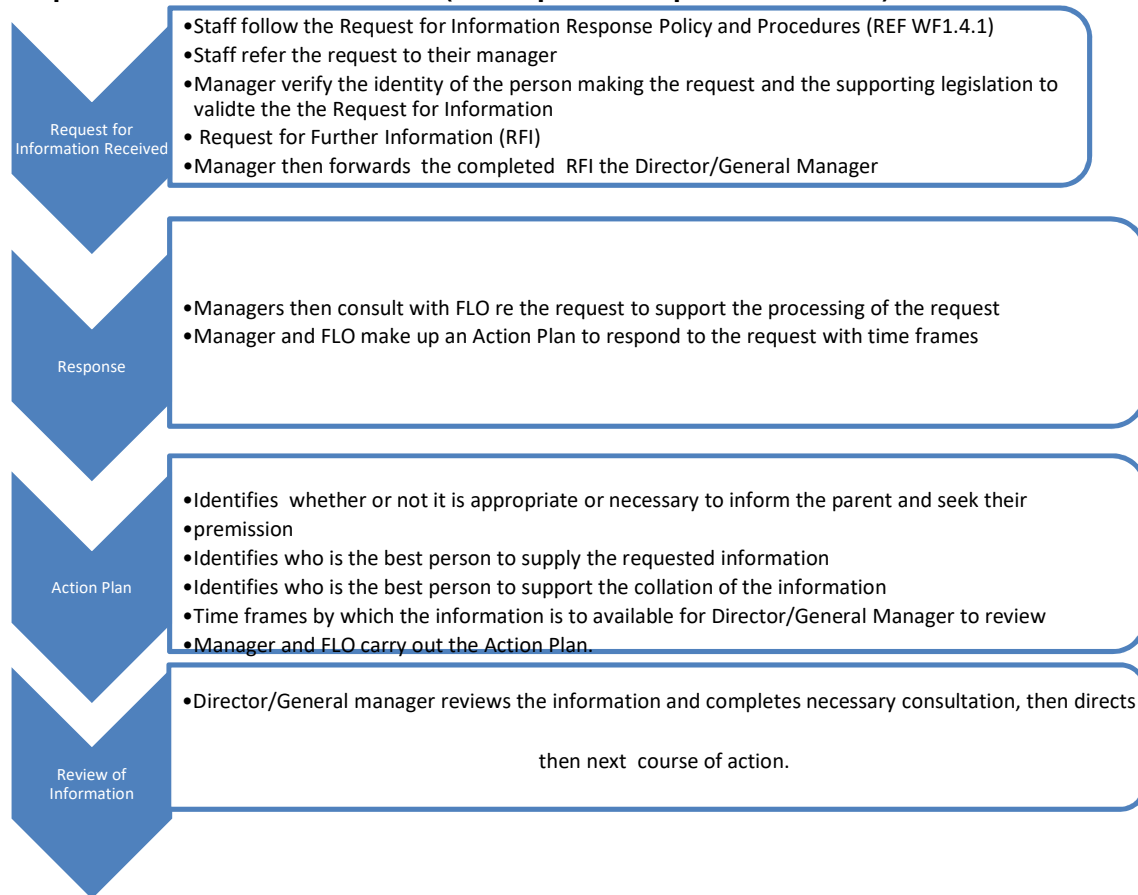 •Staff follow the Request for Information Response Policy and Procedures (REF WF1.4.1)
•Staff refer the request to their manager
•Manager verify the identity of the person making the request and the supporting legislation to
validte the the Request for Information
• Request for Further Information (RFI)
•Manager then forwards the completed RFI the Director/General Manager
Request for
Information Received
•Managers then consult with FLO re the request to support the processing of the request
•Manager and FLO make up an Action Plan to respond to the request with time frames
Response
•Identifies whether or not it is appropriate or necessary to inform the parent and seek their
•premission
•Identifies who is the best person to supply the requested information
•Identifies who is the best person to support the collation of the information
•Time frames by which the information is to available for Director/General Manager to review
•Manager and FLO carry out the Action Plan.
Action Plan
•Director/General manager reviews the information and completes necessary consultation, then directs
then next course of action.
Review of
Information